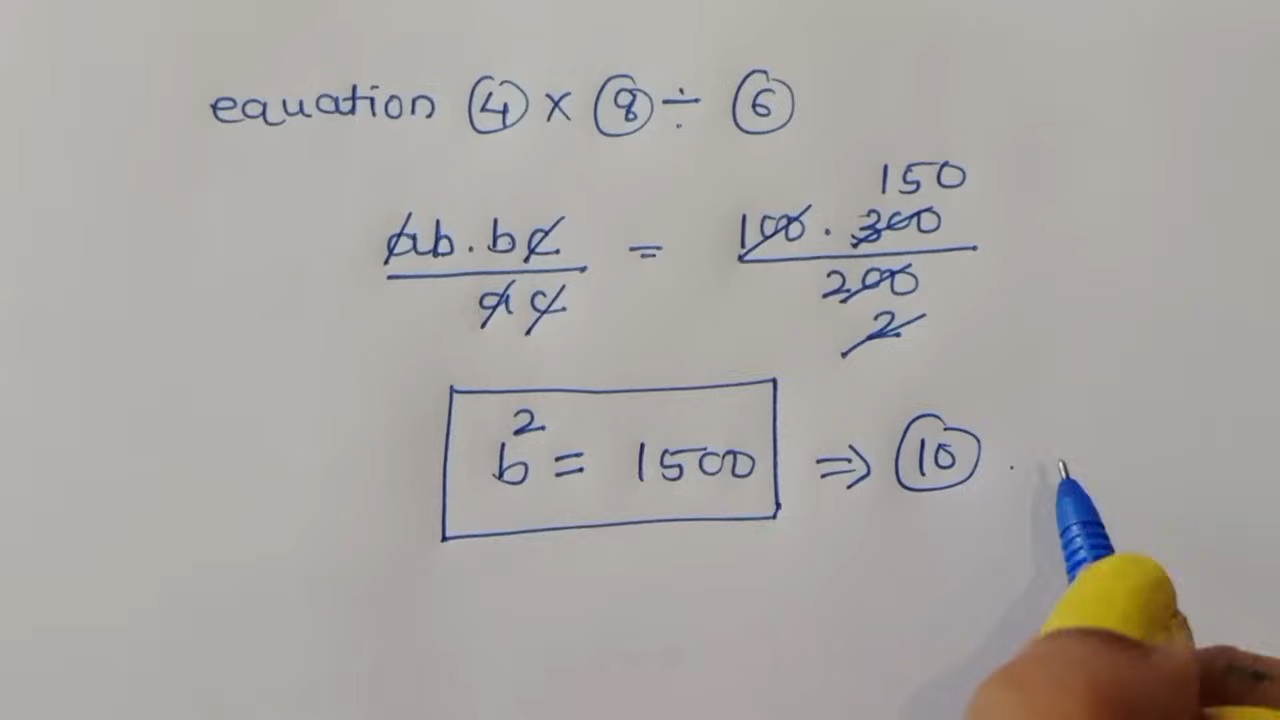 equation ④ × ⑧ ÷ ⑥
150
ab . bc = 100 . 300
ac 200
2
b² = 1500 ⇒ ⑩ .